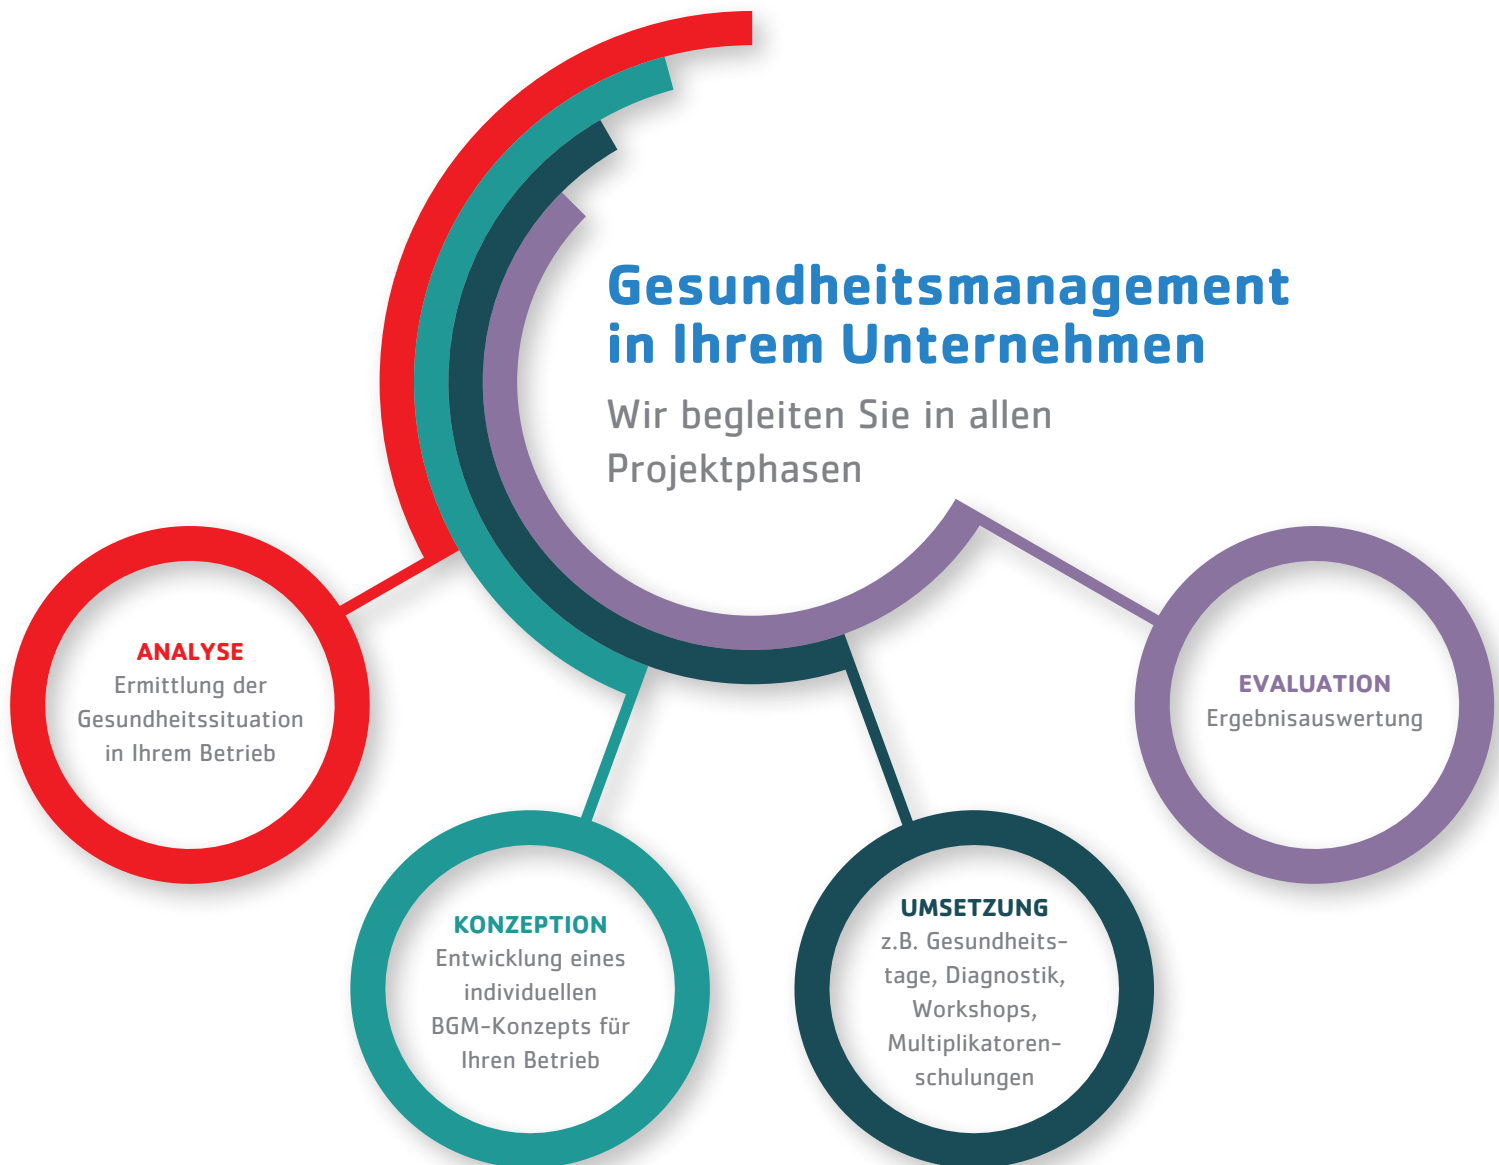 Gesundheitsmanagement
in Ihrem Unternehmen
Wir begleiten Sie in allen
Projektphasen
ANALYSE
Ermittlung der
Gesundheitssituation
in Ihrem Betrieb
KONZEPTION
Entwicklung eines
individuellen
BGM-Konzepts für
Ihren Betrieb
UMSETZUNG
z.B. Gesundheits-
tage, Diagnostik,
Workshops,
Multiplikatoren-
schulungen
EVALUATION
Ergebnisauswertung